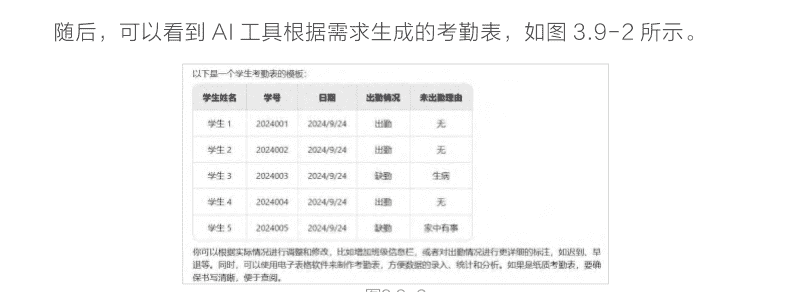 随后，可以看到 AI 工具根据需求生成的考勤表，如图 3.9-2 所示。
以下是一个学生考勤表的模板：
学生姓名 学号 日期 出勤情况 未出勤理由
学生 1 2024001 2024/9/24 出勤 无
学生 2 2024002 2024/9/24 出勤 无
学生 3 2024003 2024/9/24 缺勤 生病
学生 4 2024004 2024/9/24 出勤 无
学生 5 2024005 2024/9/24 缺勤 家中有事
你可以根据实际情况进行调整和修改，比如增加班级信息栏，或者对出勤情况进行更详细的标注，如迟到、早
退等。同时，可以使用电子表格软件来制作考勤表，方便数据的录入、统计和分析。如果是纸质考勤表，要确
保书写清晰，便于查阅。